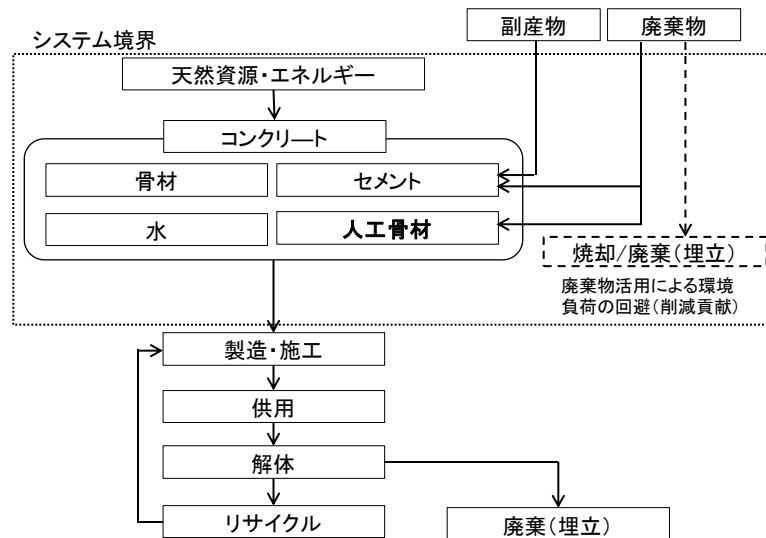 副産物
廃棄物
システム境界
天然資源・エネルギー
コンクリート
骨材
セメント
水
人工骨材
焼却/廃棄(埋立)
廃棄物活用による環境
負荷の回避(削減貢献)
製造・施工
供用
解体
リサイクル
廃棄(埋立)